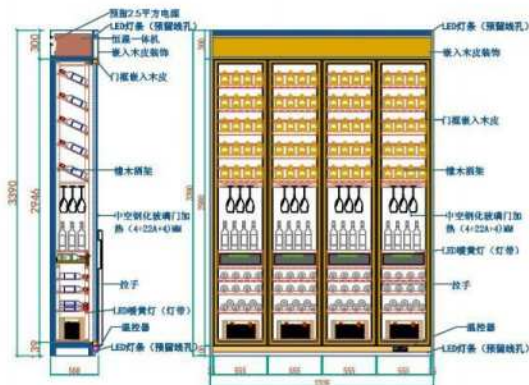 预留2.5平方电源
LED灯条（预留线孔）
恒温一体机
嵌入木皮装饰
门框嵌入木皮
橡木酒架
中空钢化玻璃门加
热（4+22A+4)MM
拉手
LED暖黄灯（灯带）
温控器
LED灯条（预留线孔）
300
2946
3390
500
LED灯条（预留线孔）
嵌入木皮装饰
门框嵌入木皮
橡木酒架
中空钢化玻璃门加
热（4+22A+4)MM
LED暖黄灯（灯带）
拉手
温控器
LED灯条（预留线孔）
555
555
555
555